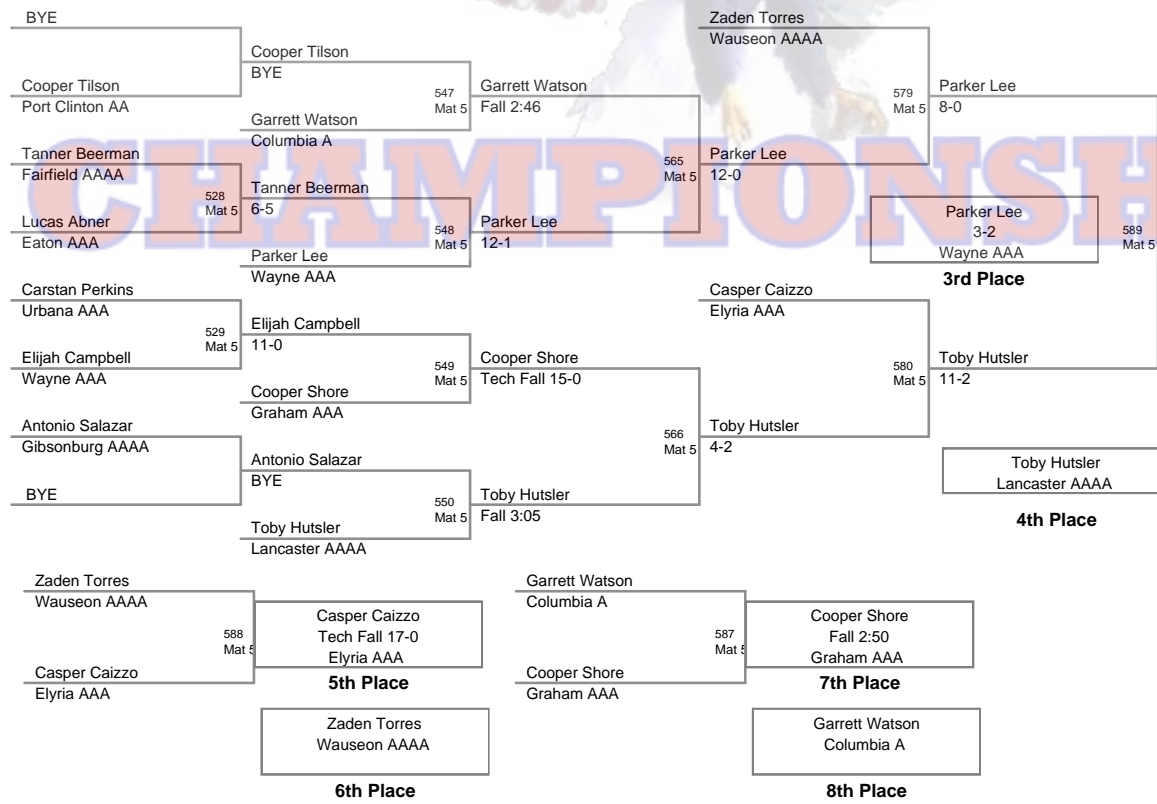 BYE
Cooper Tilson
BYE
Cooper Tilson
Port Clinton AA
547
Mat 5
Garrett Watson
Fall 2:46
Garrett Watson
Columbia A
Tanner Beerman
Fairfield AAAA
528
Mat 5
Tanner Beerman
6-5
Lucas Abner
Eaton AAA
548
Mat 5
Parker Lee
12-1
Parker Lee
Wayne AAA
565
Mat 5
Parker Lee
12-0
Zaden Torres
Wauseon AAAA
579
Mat 5
Parker Lee
8-0
CHAMPIONSH
Parker Lee
3-2
Wayne AAA
589
Mat 5
3rd Place
Carstan Perkins
Urbana AAA
529
Mat 5
Elijah Campbell
11-0
Elijah Campbell
Wayne AAA
549
Mat 5
Cooper Shore
Tech Fall 15-0
Cooper Shore
Graham AAA
Antonio Salazar
Gibsonburg AAAA
Antonio Salazar
BYE
BYE
550
Mat 5
Toby Hutsler
Fall 3:05
Toby Hutsler
Lancaster AAAA
566
Mat 5
Toby Hutsler
4-2
Casper Caizzo
Elyria AAA
580
Mat 5
Toby Hutsler
11-2
Toby Hutsler
Lancaster AAAA
4th Place
Zaden Torres
Wauseon AAAA
588
Mat 5
Casper Caizzo
Tech Fall 17-0
Elyria AAA
Casper Caizzo
Elyria AAA
5th Place
Zaden Torres
Wauseon AAAA
6th Place
Garrett Watson
Columbia A
587
Mat 5
Cooper Shore
Fall 2:50
Graham AAA
Cooper Shore
Graham AAA
7th Place
Garrett Watson
Columbia A
8th Place